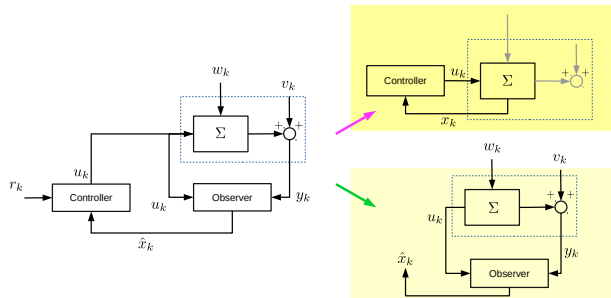 w_k
v_k
+ +
Σ
u_k
r_k
Controller
u_k
Observer
y_k
x̂_k
Controller
u_k
Σ
+ +
x_k
w_k
v_k
+ +
Σ
u_k
y_k
x̂_k
Observer